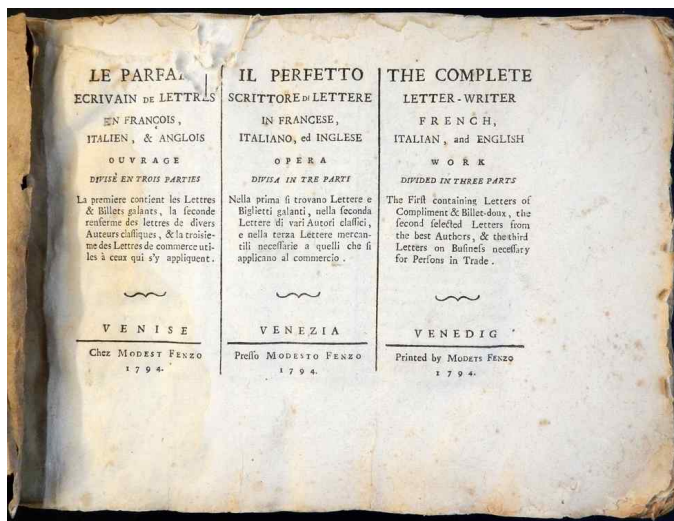 LE PARFA
ECRIVAIN DE LETTRES
EN FRANCOIS,
ITALIEN, & ANGLOIS
OUVRAGE
DIVISÈ EN TROIS PARTIES
La premiere contient les Lettres
& Billets galants, la ſeconde
renferme des lettres de divers
Auteurs claſſiques, & la troisie-
me des Lettres de commerce uti-
les à ceux qui s'y appliquent.
VENISE
Chez MODEST FENZO
1794.
IL PERFETTO
SCRITTORE DI LETTERE
IN FRANCESE,
ITALIANO, ed INGLESE
OPERA
DIVISA IN TRE PARTI
Nella prima ſi trovano Lettere e
Biglietti galanti, nella ſeconda
Lettere di vari Autori claſſici,
e nella terza Lettere mercan-
tili neceſſarie a quelli che ſi
applicano al commercio.
VENEZIA
Preſſo MODESTO FENZO
1794.
THE COMPLETE
LETTER-WRITER
FRENCH,
ITALIAN, and ENGLISH
WORK
DIVIDED IN THREE PARTS
The Firſt containing Letters of
Compliment & Billet-doux, the
second ſelected Letters from
the best Authors, & the third
Letters on Buſineſs neceſſary
for Perſons in Trade.
VENEDIG
Printed by MODETS FENZO
1794.